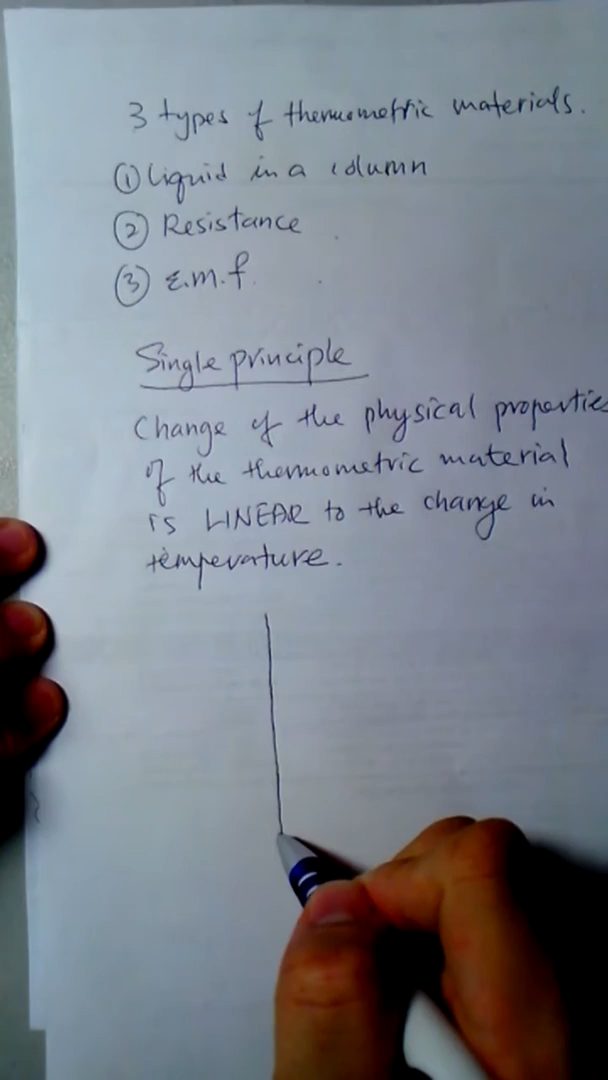 3 types of thermometric materials.
① Liquid in a column
② Resistance
③ E.m.f.
Single principle
Change of the physical properties
of the thermometric material
is LINEAR to the change in
temperature.